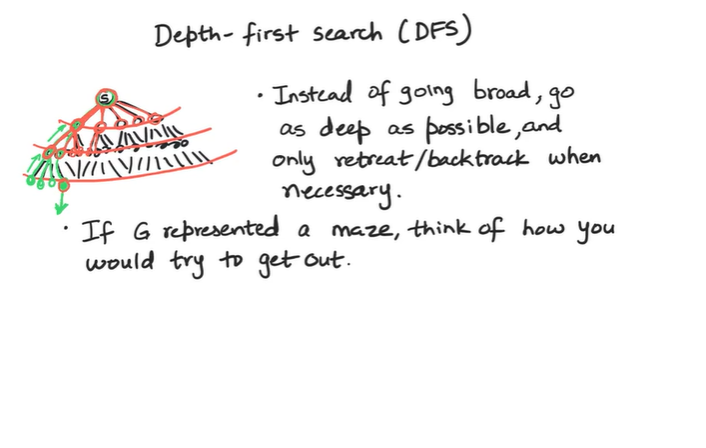 Depth-first search (DFS)
S
• Instead of going broad, go
as deep as possible, and
only retreat/backtrack when
necessary.
• If G represented a maze, think of how you
would try to get out.